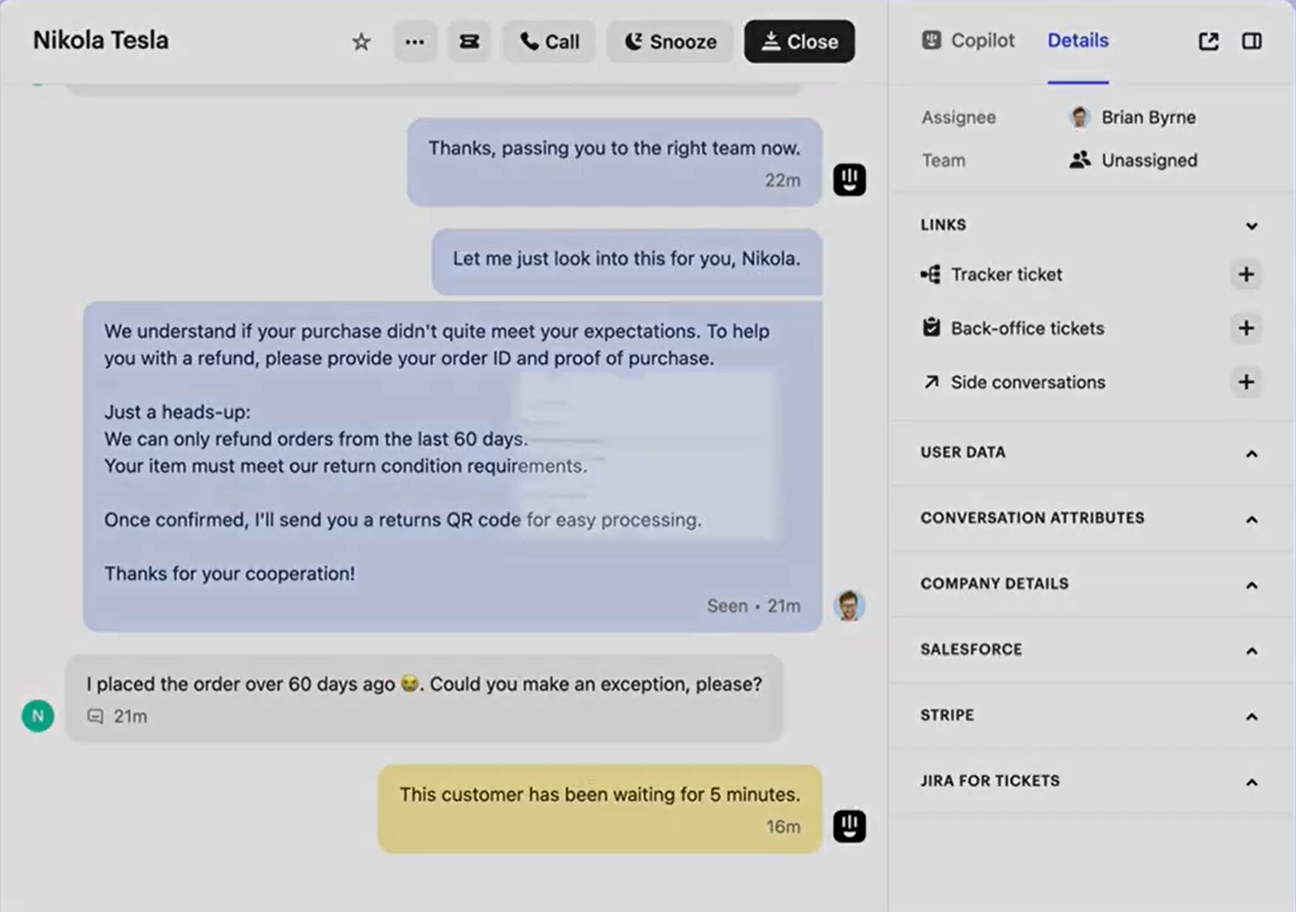 Nikola Tesla
Call
Snooze
Close
Copilot
Details
Thanks, passing you to the right team now.
22m
Let me just look into this for you, Nikola.
We understand if your purchase didn't quite meet your expectations. To help
you with a refund, please provide your order ID and proof of purchase.
Just a heads-up:
We can only refund orders from the last 60 days.
Your item must meet our return condition requirements.
Once confirmed, I'll send you a returns QR code for easy processing.
Thanks for your cooperation!
Seen • 21m
N
I placed the order over 60 days ago 😭. Could you make an exception, please?
21m
This customer has been waiting for 5 minutes.
16m
Assignee
Brian Byrne
Team
Unassigned
LINKS
Tracker ticket
Back-office tickets
Side conversations
USER DATA
CONVERSATION ATTRIBUTES
COMPANY DETAILS
SALESFORCE
STRIPE
JIRA FOR TICKETS